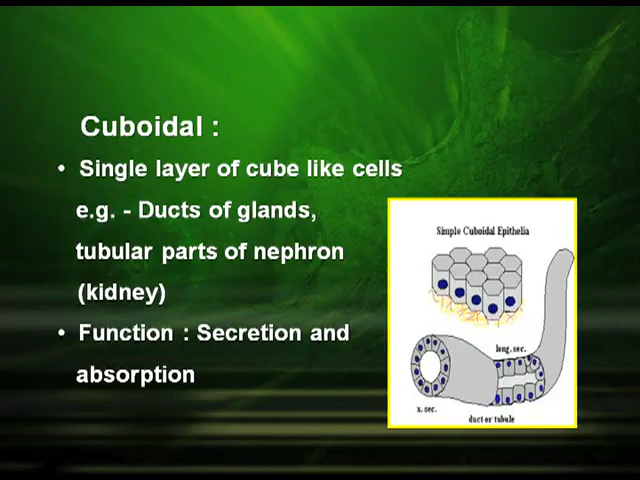 Cuboidal :
• Single layer of cube like cells
e.g. - Ducts of glands,
tubular parts of nephron
(kidney)
• Function : Secretion and
absorption
Simple Cuboidal Epithelia
long. sec.
x. sec.
duct or tubule